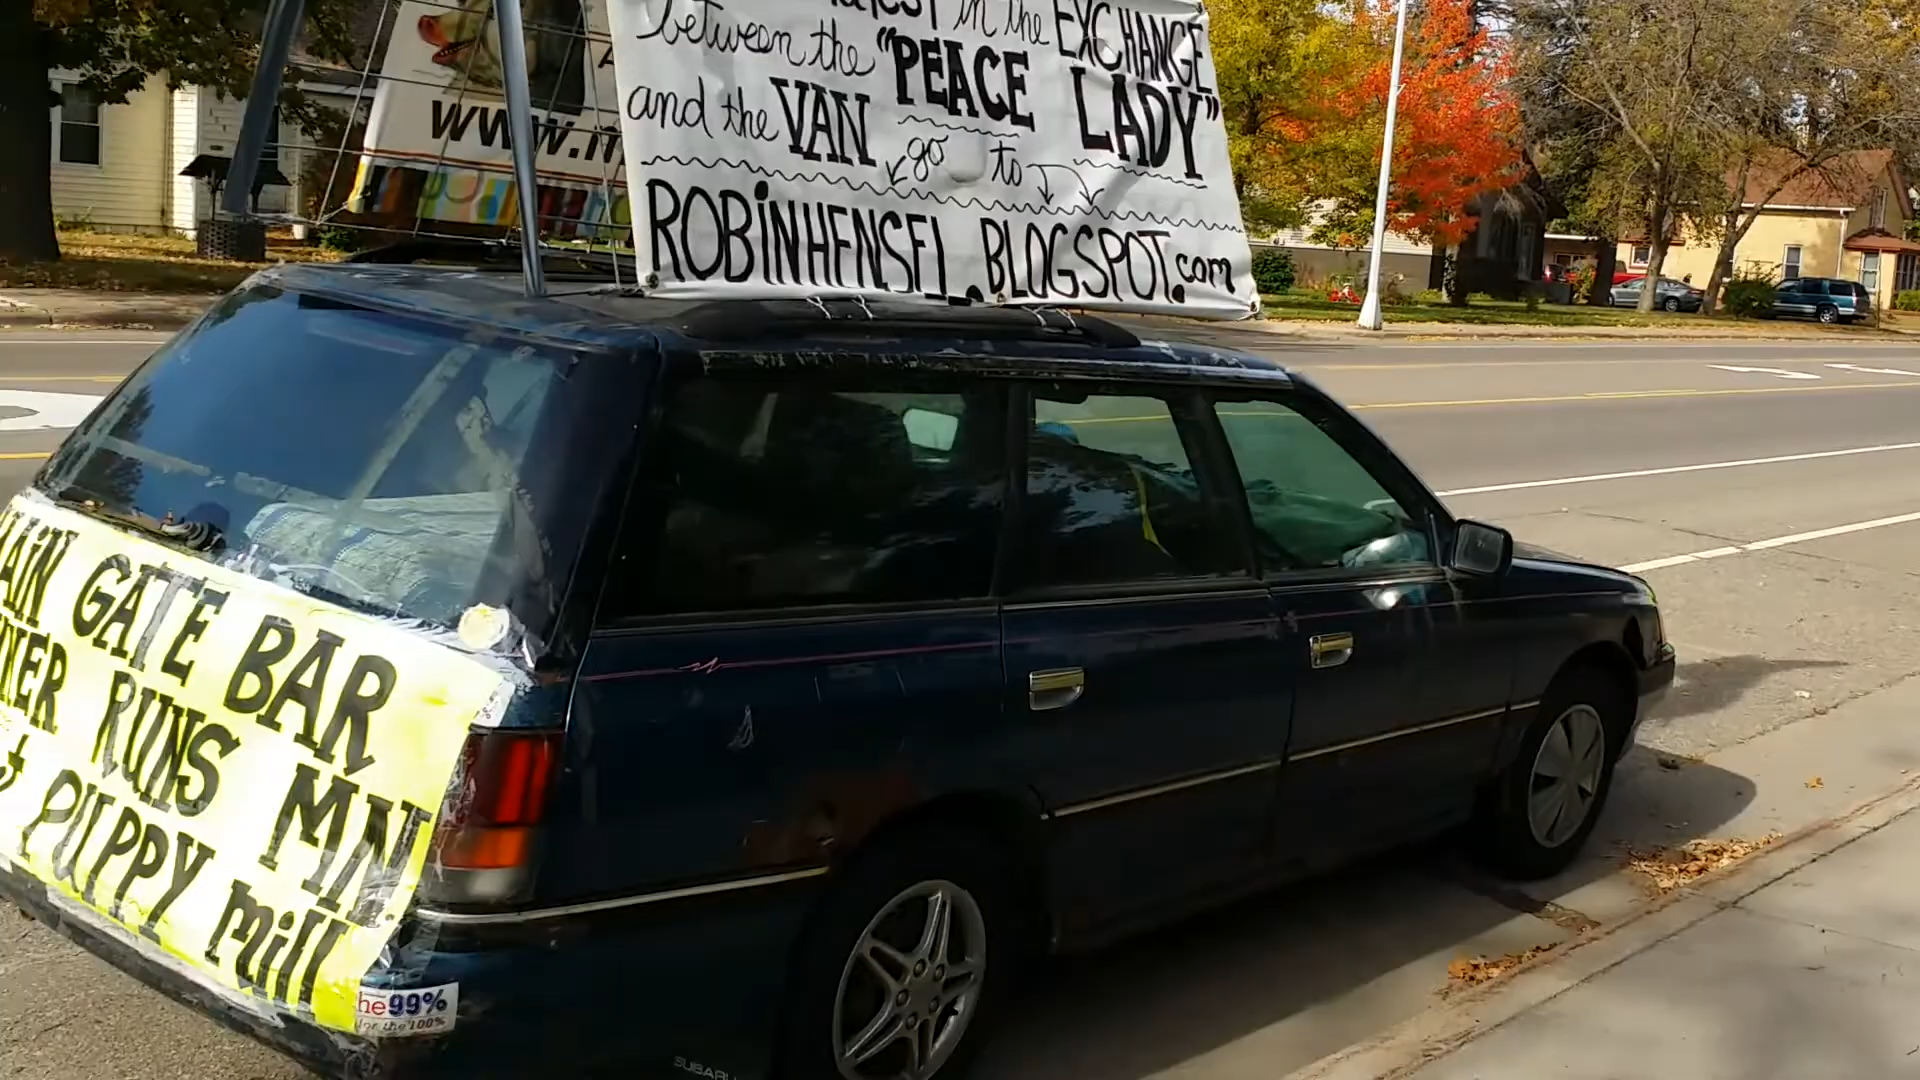 in the EXCHANGE
between the "PEACE
and the VAN LADY"
go to
ROBINHENSEL.BLOGSPOT.com
www.m
GATE BAR
RUNS MN
PUPPY mill
he99%
for the 100%
SUBARU